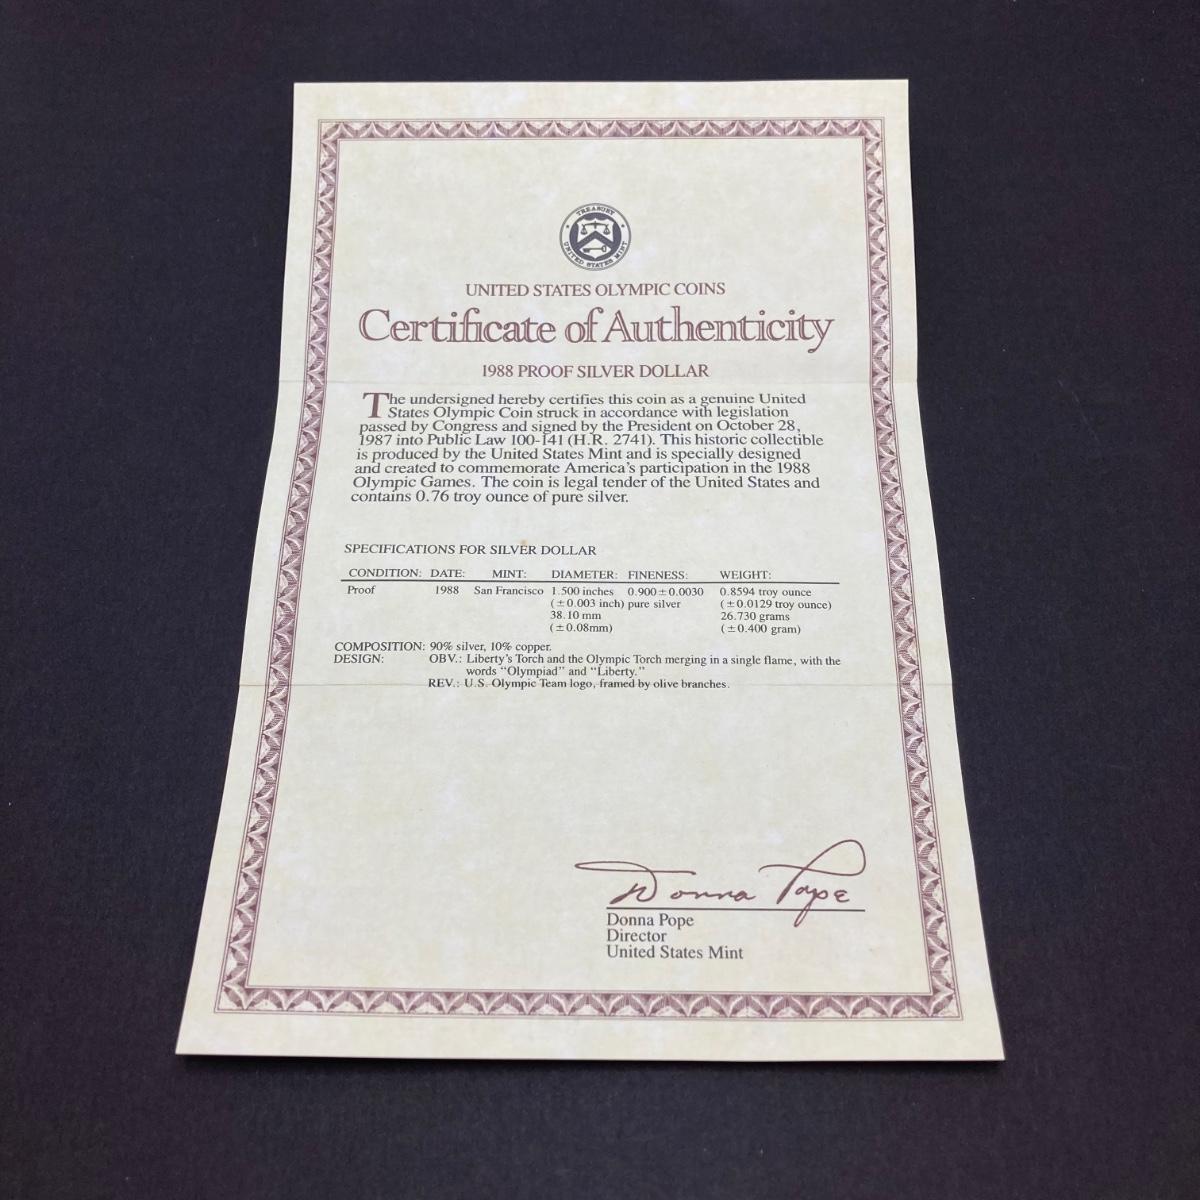 TREASURY
UNITED STATES MINT
UNITED STATES OLYMPIC COINS
Certificate of Authenticity
1988 PROOF SILVER DOLLAR
The undersigned hereby certifies this coin as a genuine United
States Olympic Coin struck in accordance with legislation
passed by Congress and signed by the President on October 28,
1987 into Public Law 100-141 (H.R. 2741). This historic collectible
is produced by the United States Mint and is specially designed
and created to commemorate America's participation in the 1988
Olympic Games. The coin is legal tender of the United States and
contains 0.76 troy ounce of pure silver.
SPECIFICATIONS FOR SILVER DOLLAR
CONDITION: DATE: MINT: DIAMETER: FINENESS: WEIGHT:
Proof 1988 San Francisco 1.500 inches 0.900±0.0030 0.8594 troy ounce
(±0.003 inch) pure silver (±0.0129 troy ounce)
38.10 mm 26.730 grams
(±0.08mm) (±0.400 gram)
COMPOSITION: 90% silver, 10% copper.
DESIGN: OBV.: Liberty's Torch and the Olympic Torch merging in a single flame, with the
words "Olympiad" and "Liberty."
REV.: U.S. Olympic Team logo, framed by olive branches.
Donna Pope
Donna Pope
Director
United States Mint